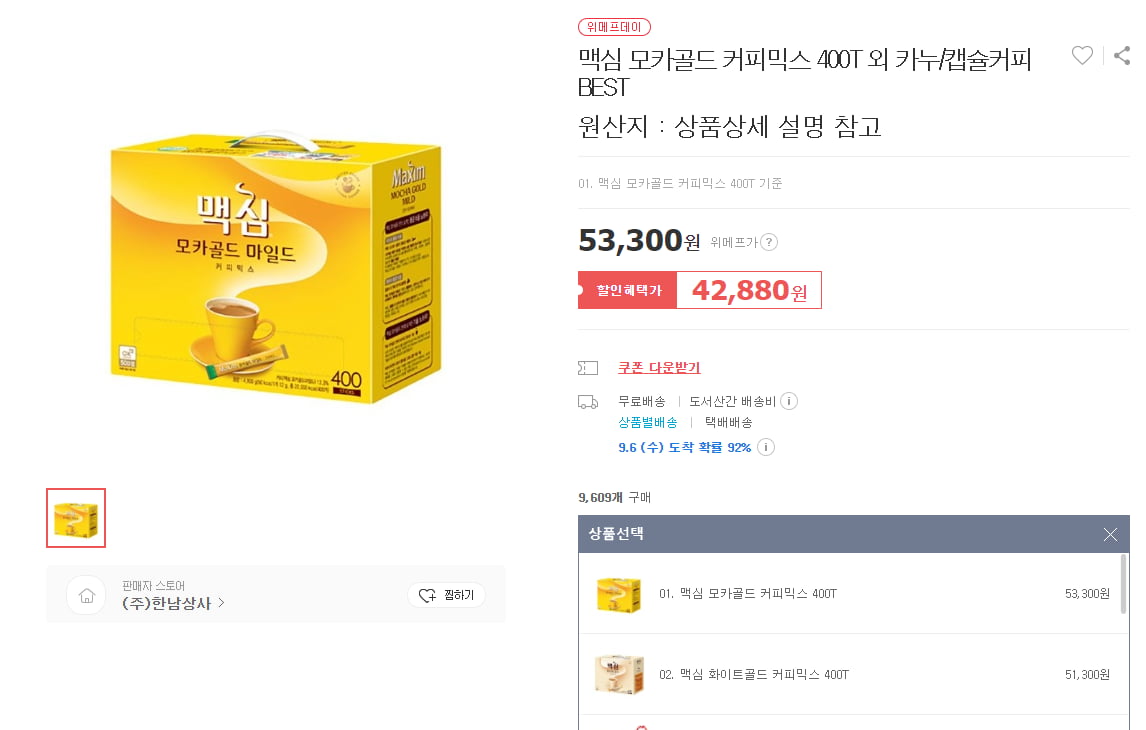 위메프데이
맥심 모카골드 커피믹스 400T 외 카누/캡슐커피
BEST
원산지 : 상품상세 설명 참고
01. 맥심 모카골드 커피믹스 400T 기준
53,300원 위메프가 ?
할인혜택가 42,880원
쿠폰 다운받기
무료배송 | 도서산간 배송비 i
상품별배송 | 택배배송
9.6 (수) 도착 확률 92% i
9,609개 구매
상품선택
01. 맥심 모카골드 커피믹스 400T 53,300원
02. 맥심 화이트골드 커피믹스 400T 51,300원
맥심
모카골드 마일드
커피믹스
Maxim
MOCHA GOLD
MILD
400
판매자 스토어
(주)한남상사 >
찜하기